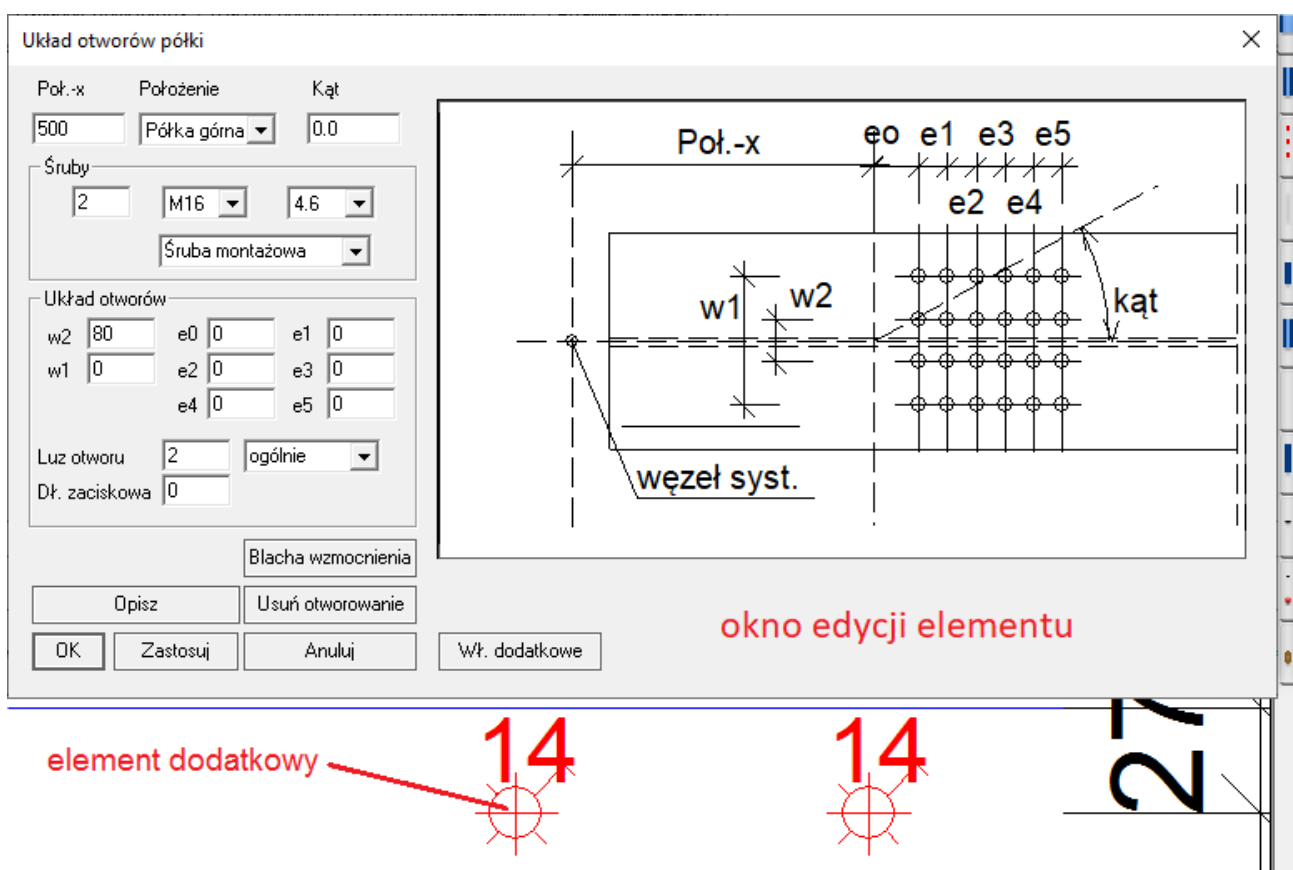 Układ otworów półki
Poł.-x Położenie Kąt
500 Półka górna 0.0
Śruby
2 M16 4.6
Śruba montażowa
Układ otworów
w2 80 e0 0 e1 0
w1 0 e2 0 e3 0
e4 0 e5 0
Luz otworu 2 ogólnie
Dł. zaciskowa 0
Blacha wzmocnienia
Opisz Usuń otworowanie
OK Zastosuj Anuluj Wł. dodatkowe
Poł.-x eo e1 e3 e5
e2 e4
w1 w2 kąt
węzeł syst.
okno edycji elementu
element dodatkowy
14 14